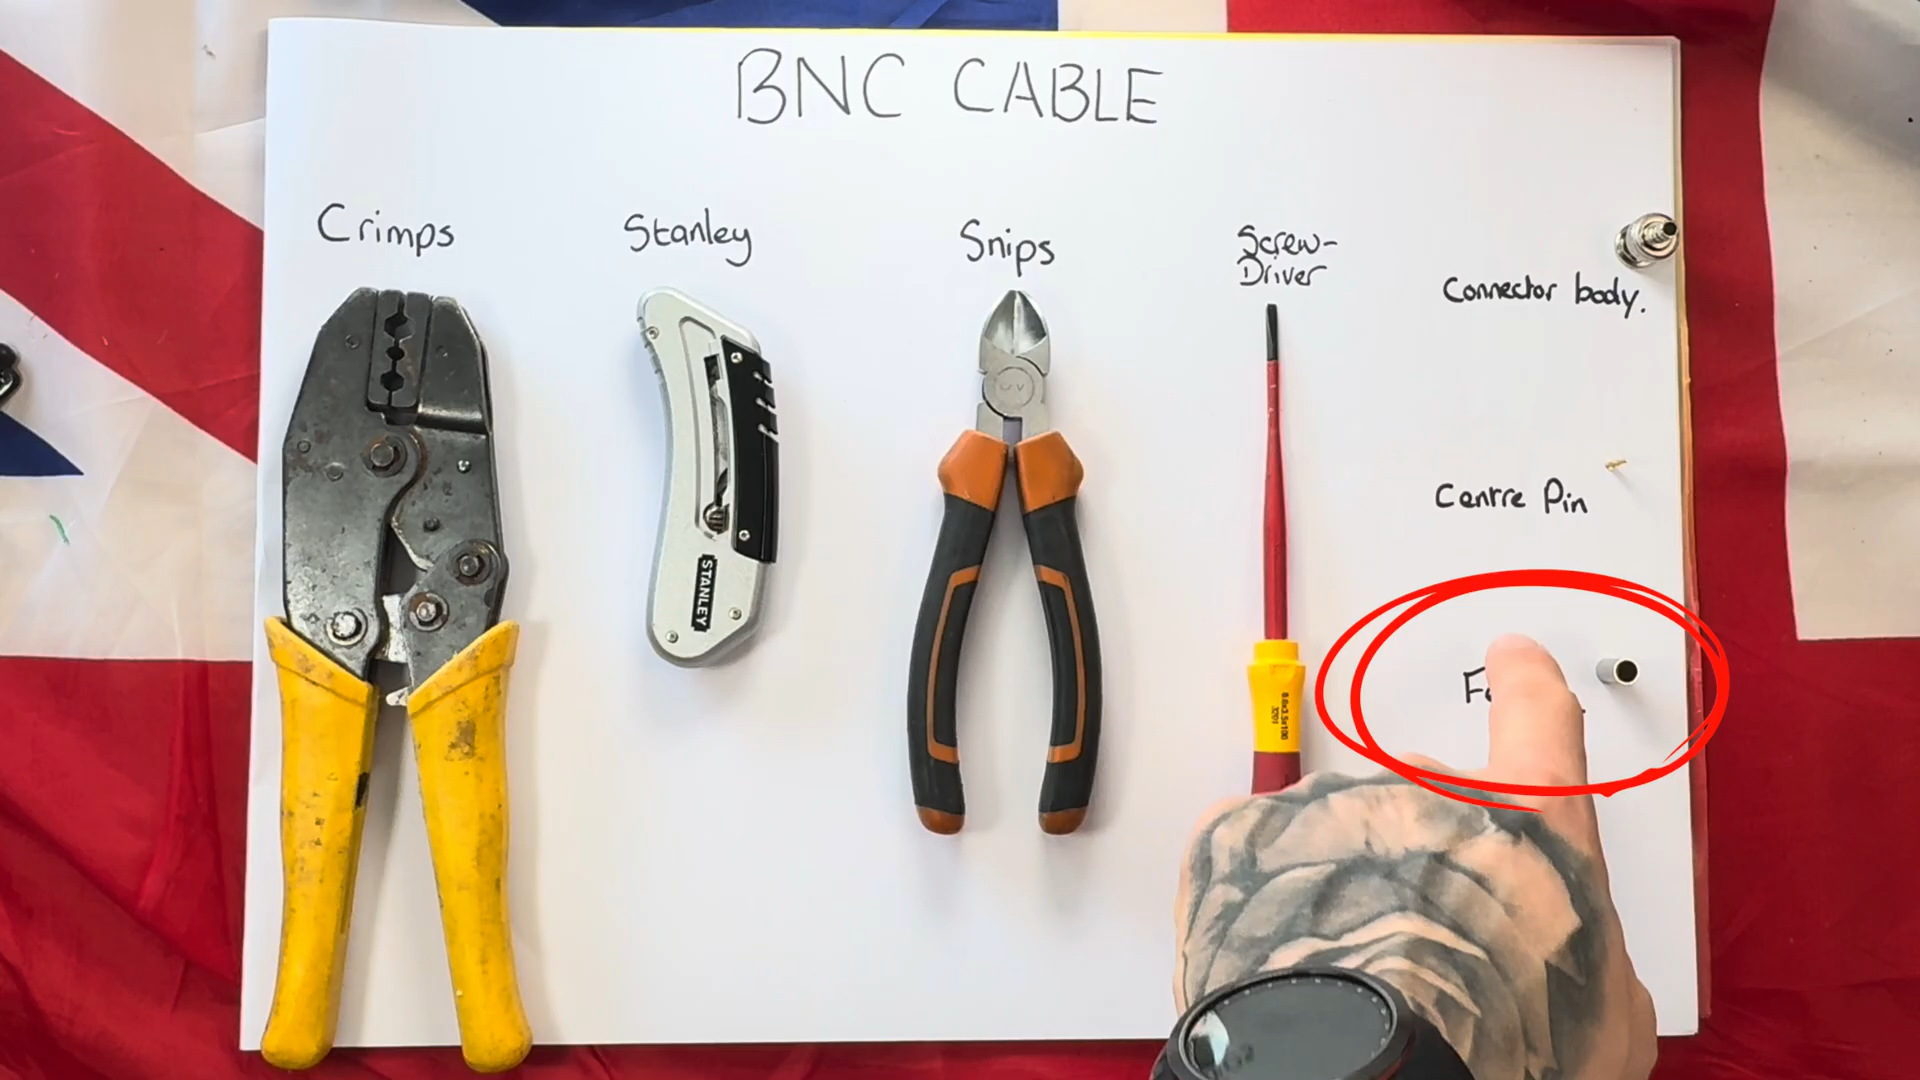 BNC CABLE
Crimps
Stanley
Snips
Screw-
Driver
Connector body.
Centre Pin
STANLEY